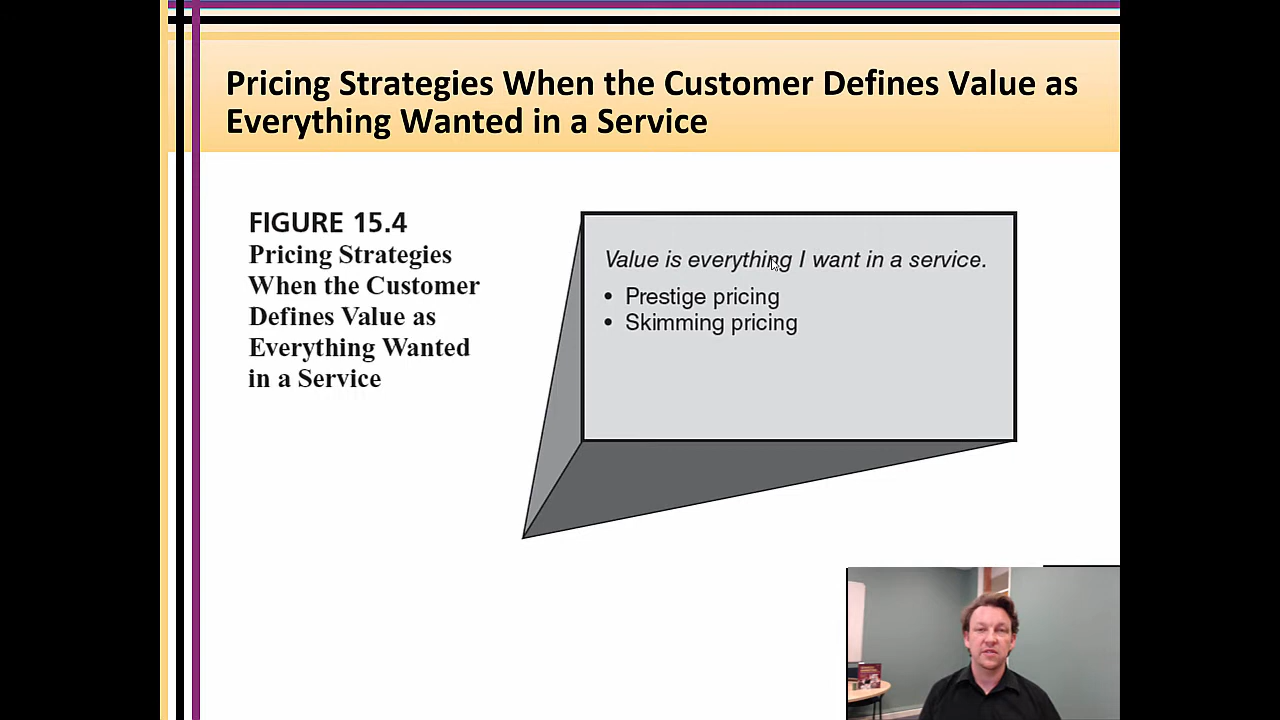 Pricing Strategies When the Customer Defines Value as
Everything Wanted in a Service
FIGURE 15.4
Pricing Strategies
When the Customer
Defines Value as
Everything Wanted
in a Service
Value is everything I want in a service.
• Prestige pricing
• Skimming pricing